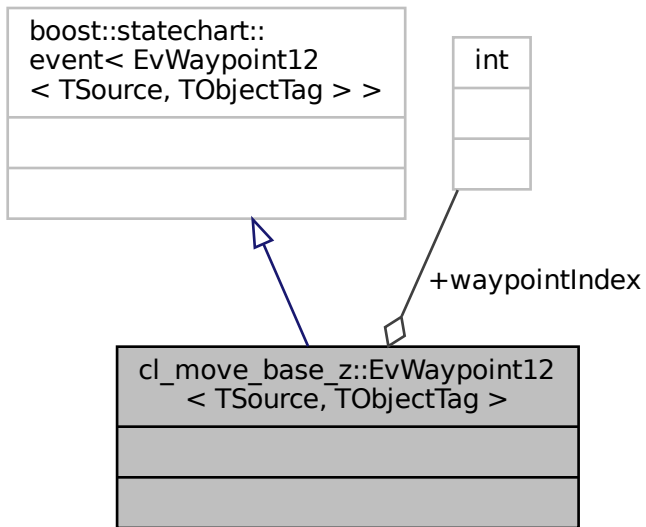 boost::statechart::
event< EvWaypoint12
< TSource, TObjectTag > >
int
+waypointIndex
cl_move_base_z::EvWaypoint12
< TSource, TObjectTag >